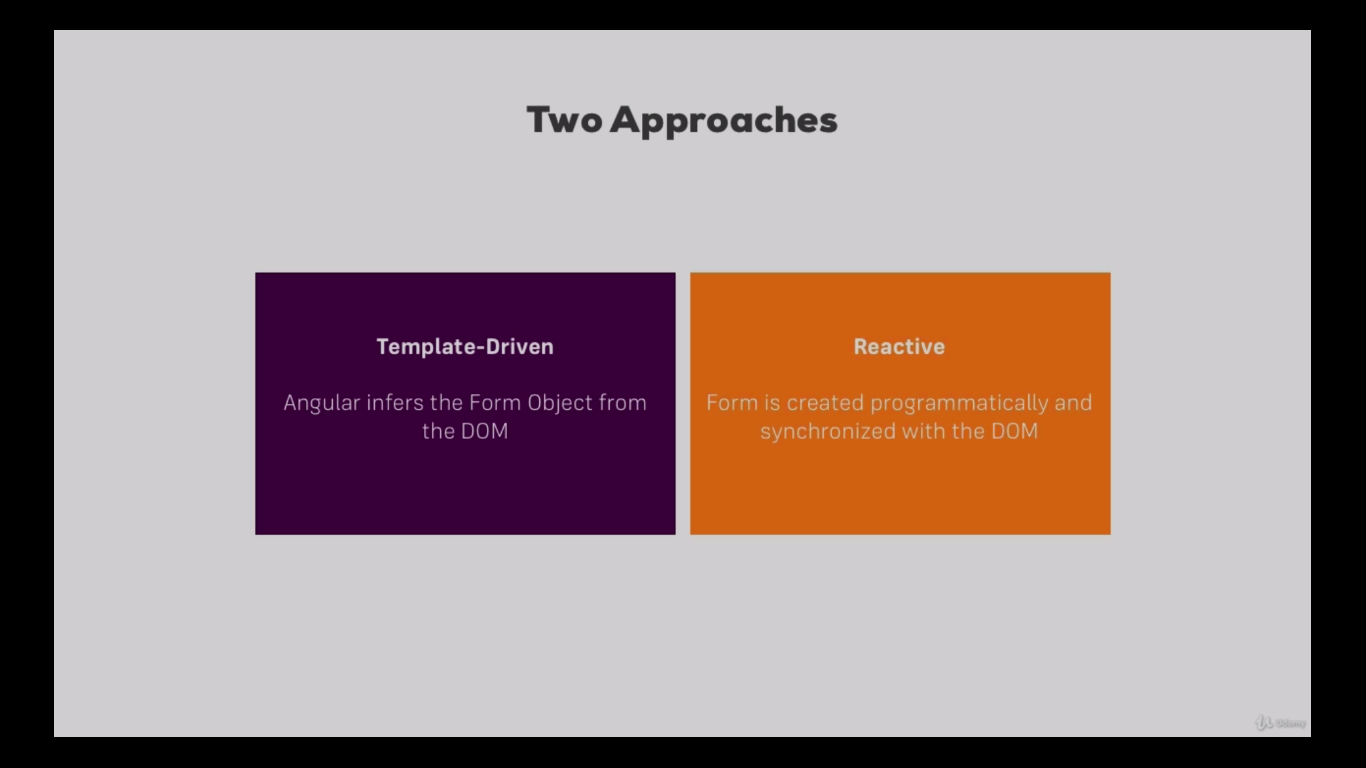 Two Approaches
Template-Driven
Angular infers the Form Object from
the DOM
Reactive
Form is created programmatically and
synchronized with the DOM
Udemy